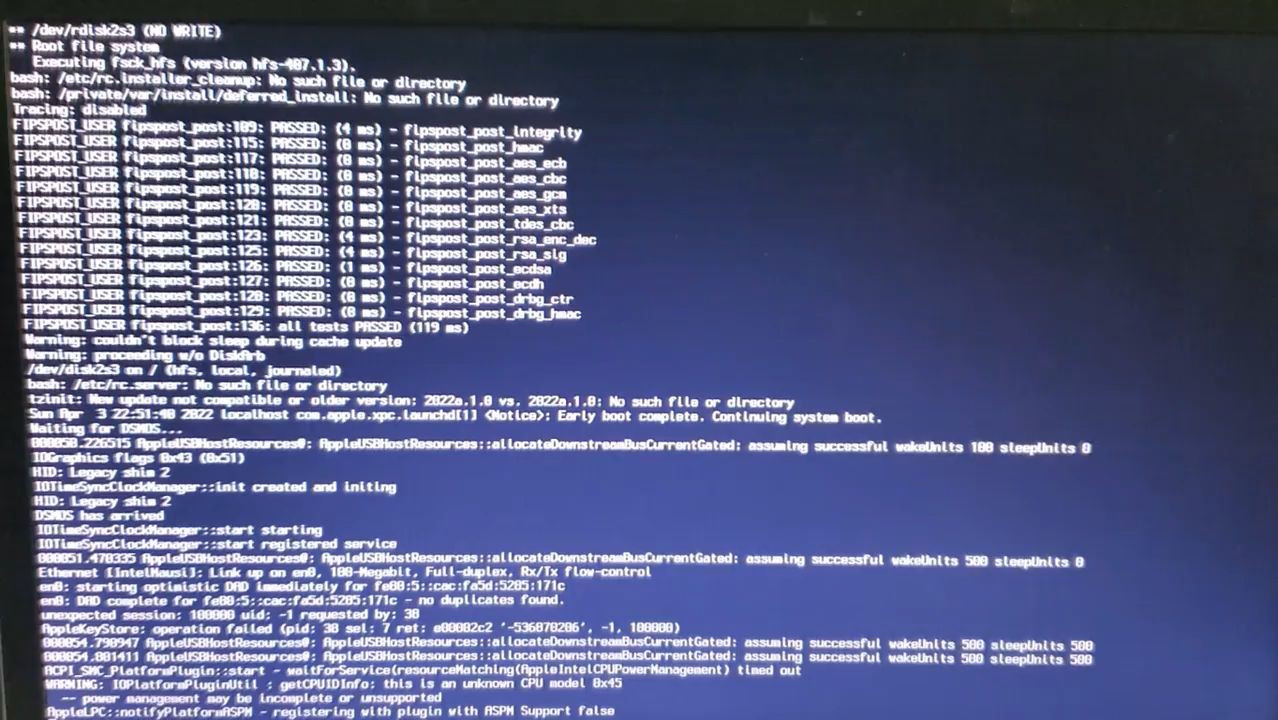 ** /dev/rdisk2s3 (NO WRITE)
** Root file system
Executing fsck_hfs (version hfs-407.1.3).
bash: /etc/rc.installer_cleanup: No such file or directory
bash: /private/var/install/deferred_install: No such file or directory
Tracing: disabled
FIPSPOST_USER fipspost_post:109: PASSED: (4 ms) - fipspost_post_integrity
FIPSPOST_USER fipspost_post:115: PASSED: (0 ms) - fipspost_post_hmac
FIPSPOST_USER fipspost_post:117: PASSED: (0 ms) - fipspost_post_aes_ecb
FIPSPOST_USER fipspost_post:118: PASSED: (0 ms) - fipspost_post_aes_cbc
FIPSPOST_USER fipspost_post:119: PASSED: (0 ms) - fipspost_post_aes_gcm
FIPSPOST_USER fipspost_post:120: PASSED: (0 ms) - fipspost_post_aes_xts
FIPSPOST_USER fipspost_post:121: PASSED: (0 ms) - fipspost_post_tdes_cbc
FIPSPOST_USER fipspost_post:123: PASSED: (4 ms) - fipspost_post_rsa_enc_dec
FIPSPOST_USER fipspost_post:125: PASSED: (4 ms) - fipspost_post_rsa_sig
FIPSPOST_USER fipspost_post:126: PASSED: (1 ms) - fipspost_post_ecdsa
FIPSPOST_USER fipspost_post:127: PASSED: (0 ms) - fipspost_post_ecdh
FIPSPOST_USER fipspost_post:128: PASSED: (0 ms) - fipspost_post_drbg_ctr
FIPSPOST_USER fipspost_post:129: PASSED: (0 ms) - fipspost_post_drbg_hmac
FIPSPOST_USER fipspost_post:136: all tests PASSED (119 ms)
Warning: couldn't block sleep during cache update
Warning: proceeding w/o DiskArb
/dev/disk2s3 on / (hfs, local, journaled)
bash: /etc/rc.server: No such file or directory
tzinit: New update not compatible or older version: 2022a.1.0 vs. 2022a.1.0: No such file or directory
Sun Apr 3 22:51:40 2022 localhost com.apple.xpc.launchd[1] <Notice>: Early boot complete. Continuing system boot.
Waiting for DSMOS...
000050.226515 AppleUSBHostResources@: AppleUSBHostResources::allocateDownstreamBusCurrentGated: assuming successful wakeUnits 100 sleepUnits 0
IOGraphics flags 0x43 (0x51)
HID: Legacy shim 2
IOTimeSyncClockManager::init created and initing
HID: Legacy shim 2
DSMOS has arrived
IOTimeSyncClockManager::start starting
IOTimeSyncClockManager::start registered service
000051.470335 AppleUSBHostResources@: AppleUSBHostResources::allocateDownstreamBusCurrentGated: assuming successful wakeUnits 500 sleepUnits 0
Ethernet [IntelMausi]: Link up on en0, 100-Megabit, Full-duplex, Rx/Tx flow-control
en0: starting optimistic DAD immediately for fe80:5::cac:fa5d:5205:171c
en0: DAD complete for fe80:5::cac:fa5d:5205:171c - no duplicates found.
unexpected session: 100000 uid: -1 requested by: 38
AppleKeyStore: operation failed (pid: 38 sel: 7 ret: e00002c2 '-536870206', -1, 100000)
000054.790947 AppleUSBHostResources@: AppleUSBHostResources::allocateDownstreamBusCurrentGated: assuming successful wakeUnits 500 sleepUnits 500
000054.801411 AppleUSBHostResources@: AppleUSBHostResources::allocateDownstreamBusCurrentGated: assuming successful wakeUnits 500 sleepUnits 500
ACPI_SMC_PlatformPlugin::start - waitForService(resourceMatching(AppleIntelCPUPowerManagement) timed out
WARNING: IOPlatformPluginUtil : getCPUIDInfo: this is an unknown CPU model 0x45
-- power management may be incomplete or unsupported
AppleLPC::notifyPlatformASPM - registering with plugin with ASPM Support false